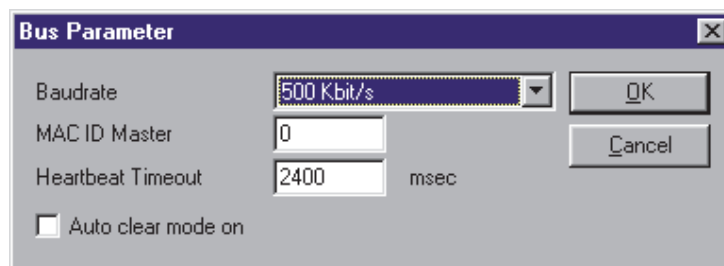 Bus Parameter
Baudrate 500 Kbit/s OK
MAC ID Master 0 Cancel
Heartbeat Timeout 2400 msec
Auto clear mode on